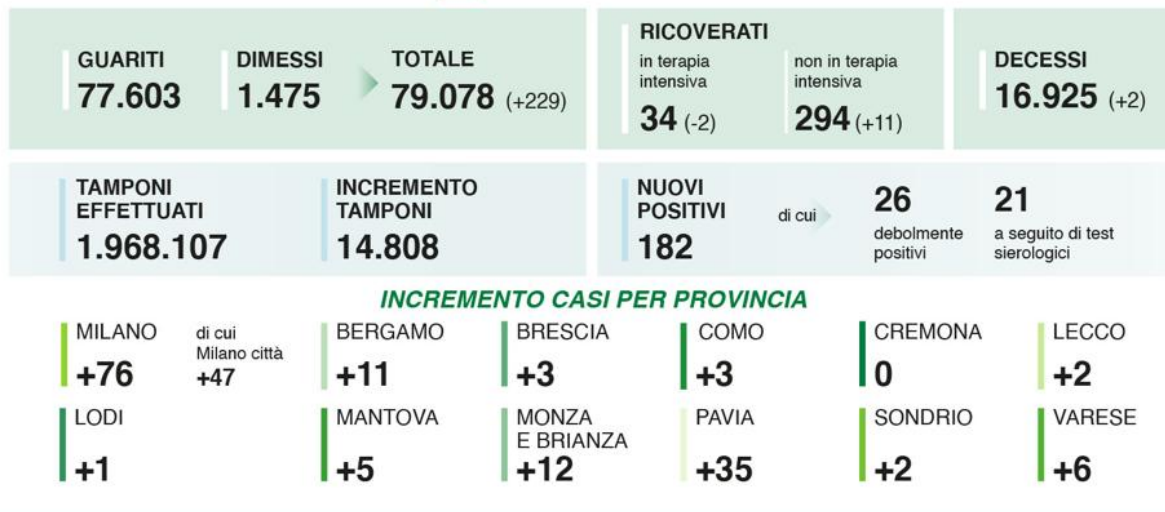 GUARITI
77.603
DIMESSI
1.475
TOTALE
79.078 (+229)
RICOVERATI
in terapia
intensiva
34 (-2)
non in terapia
intensiva
294 (+11)
DECESSI
16.925 (+2)
TAMPONI
EFFETTUATI
1.968.107
INCREMENTO
TAMPONI
14.808
NUOVI
POSITIVI
182
di cui
26
debolmente
positivi
21
a seguito di test
sierologici
INCREMENTO CASI PER PROVINCIA
MILANO
+76
di cui
Milano città
+47
BERGAMO
+11
BRESCIA
+3
COMO
+3
CREMONA
0
LECCO
+2
LODI
+1
MANTOVA
+5
MONZA
E BRIANZA
+12
PAVIA
+35
SONDRIO
+2
VARESE
+6